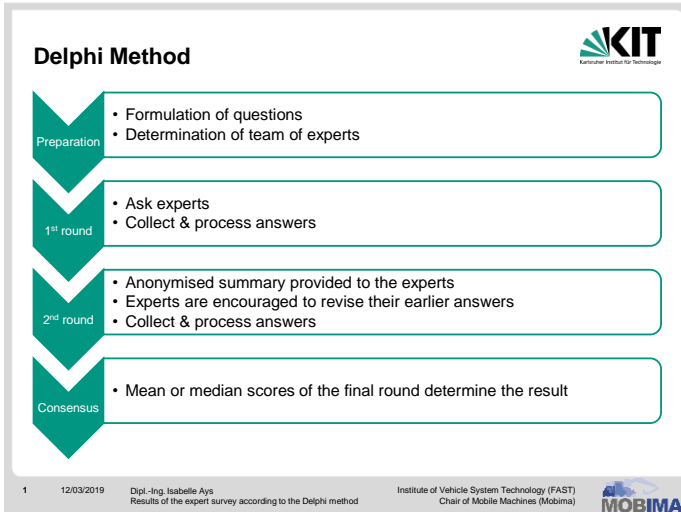 Delphi Method
KIT
Karlsruher Institut für Technologie
Preparation
• Formulation of questions
• Determination of team of experts
1st round
• Ask experts
• Collect & process answers
2nd round
• Anonymised summary provided to the experts
• Experts are encouraged to revise their earlier answers
• Collect & process answers
Consensus
• Mean or median scores of the final round determine the result
1
12/03/2019
Dipl.-Ing. Isabelle Ays
Results of the expert survey according to the Delphi method
Institute of Vehicle System Technology (FAST)
Chair of Mobile Machines (Mobima)
MOBIMA